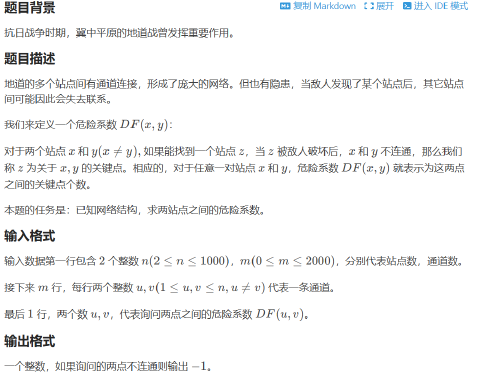 题目背景
复制 Markdown 展开 进入 IDE 模式
抗日战争时期，冀中平原的地道战曾发挥重要作用。
题目描述
地道的多个站点间有通道连接，形成了庞大的网络。但也有隐患，当敌人发现了某个站点后，其它站点
间可能因此会失去联系。
我们来定义一个危险系数 DF(x, y)：
对于两个站点 x 和 y(x ≠ y), 如果能找到一个站点 z，当 z 被敌人破坏后，x 和 y 不连通，那么我们
称 z 为关于 x, y 的关键点。相应的，对于任意一对站点 x 和 y，危险系数 DF(x, y) 就表示为这两点
之间的关键点个数。
本题的任务是：已知网络结构，求两站点之间的危险系数。
输入格式
输入数据第一行包含 2 个整数 n(2 ≤ n ≤ 1000)，m(0 ≤ m ≤ 2000)，分别代表站点数，通道数。
接下来 m 行，每行两个整数 u, v(1 ≤ u, v ≤ n, u ≠ v) 代表一条通道。
最后 1 行，两个数 u, v，代表询问两点之间的危险系数 DF(u, v)。
输出格式
一个整数，如果询问的两点不连通则输出 −1。